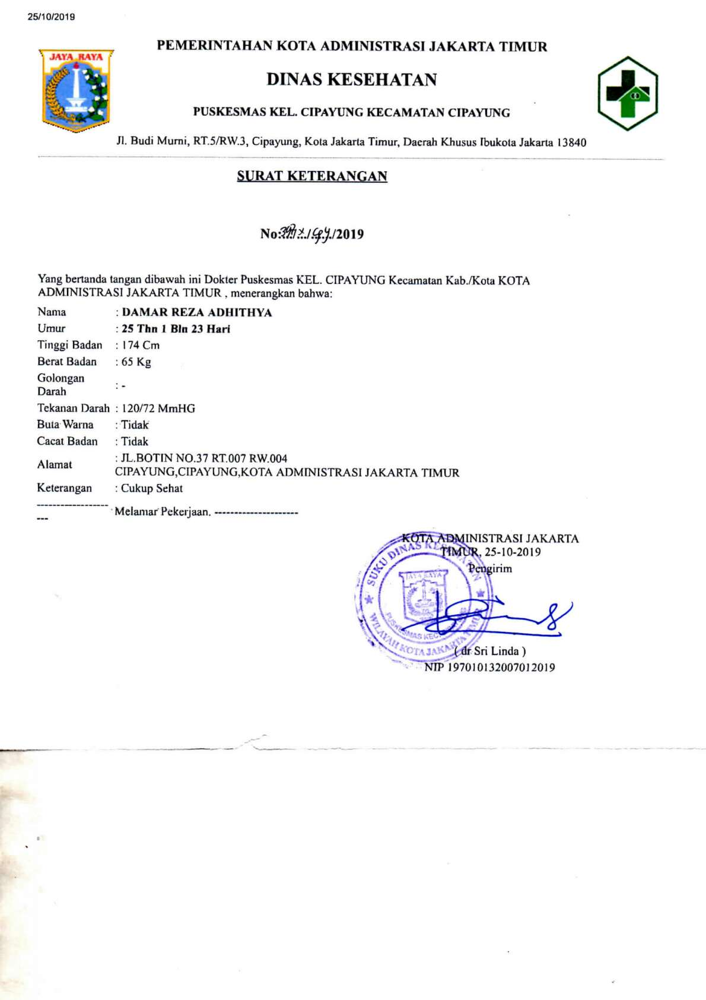 25/10/2019
PEMERINTAHAN KOTA ADMINISTRASI JAKARTA TIMUR
JAYA RAYA
DINAS KESEHATAN
PUSKESMAS KEL. CIPAYUNG KECAMATAN CIPAYUNG
Jl. Budi Murni, RT.5/RW.3, Cipayung, Kota Jakarta Timur, Daerah Khusus Ibukota Jakarta 13840
SURAT KETERANGAN
No: /2019
Yang bertanda tangan dibawah ini Dokter Puskesmas KEL. CIPAYUNG Kecamatan Kab./Kota KOTA
ADMINISTRASI JAKARTA TIMUR , menerangkan bahwa:
Nama : DAMAR REZA ADHITHYA
Umur : 25 Thn 1 Bln 23 Hari
Tinggi Badan : 174 Cm
Berat Badan : 65 Kg
Golongan
Darah : -
Tekanan Darah : 120/72 MmHG
Buta Warna : Tidak
Cacat Badan : Tidak
Alamat : JL.BOTIN NO.37 RT.007 RW.004
CIPAYUNG,CIPAYUNG,KOTA ADMINISTRASI JAKARTA TIMUR
Keterangan : Cukup Sehat
------------------
--- Melamar Pekerjaan. ---------------------
KOTA ADMINISTRASI JAKARTA
TIMUR, 25-10-2019
Pengirim
SUKU DINAS KESEHATAN
JAYA RAYA
PUSKESMAS KEC.
WILAYAH KOTA JAKARTA TIMUR
( dr Sri Linda )
NIP 197010132007012019